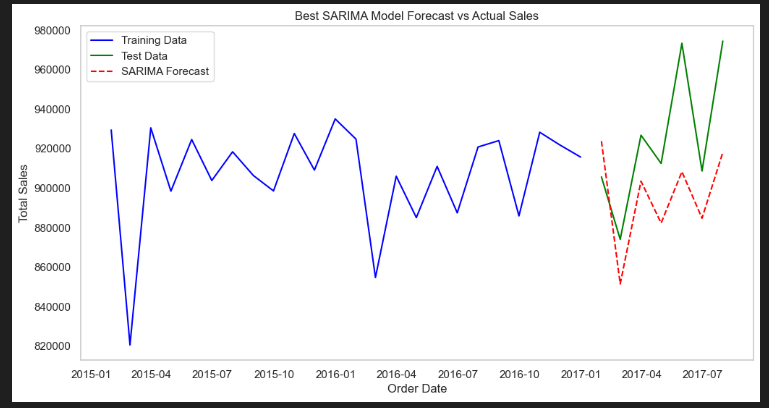 Best SARIMA Model Forecast vs Actual Sales
Training Data
Test Data
SARIMA Forecast
980000
960000
940000
920000
900000
880000
860000
840000
820000
Total Sales
2015-01 2015-04 2015-07 2015-10 2016-01 2016-04 2016-07 2016-10 2017-01 2017-04 2017-07
Order Date